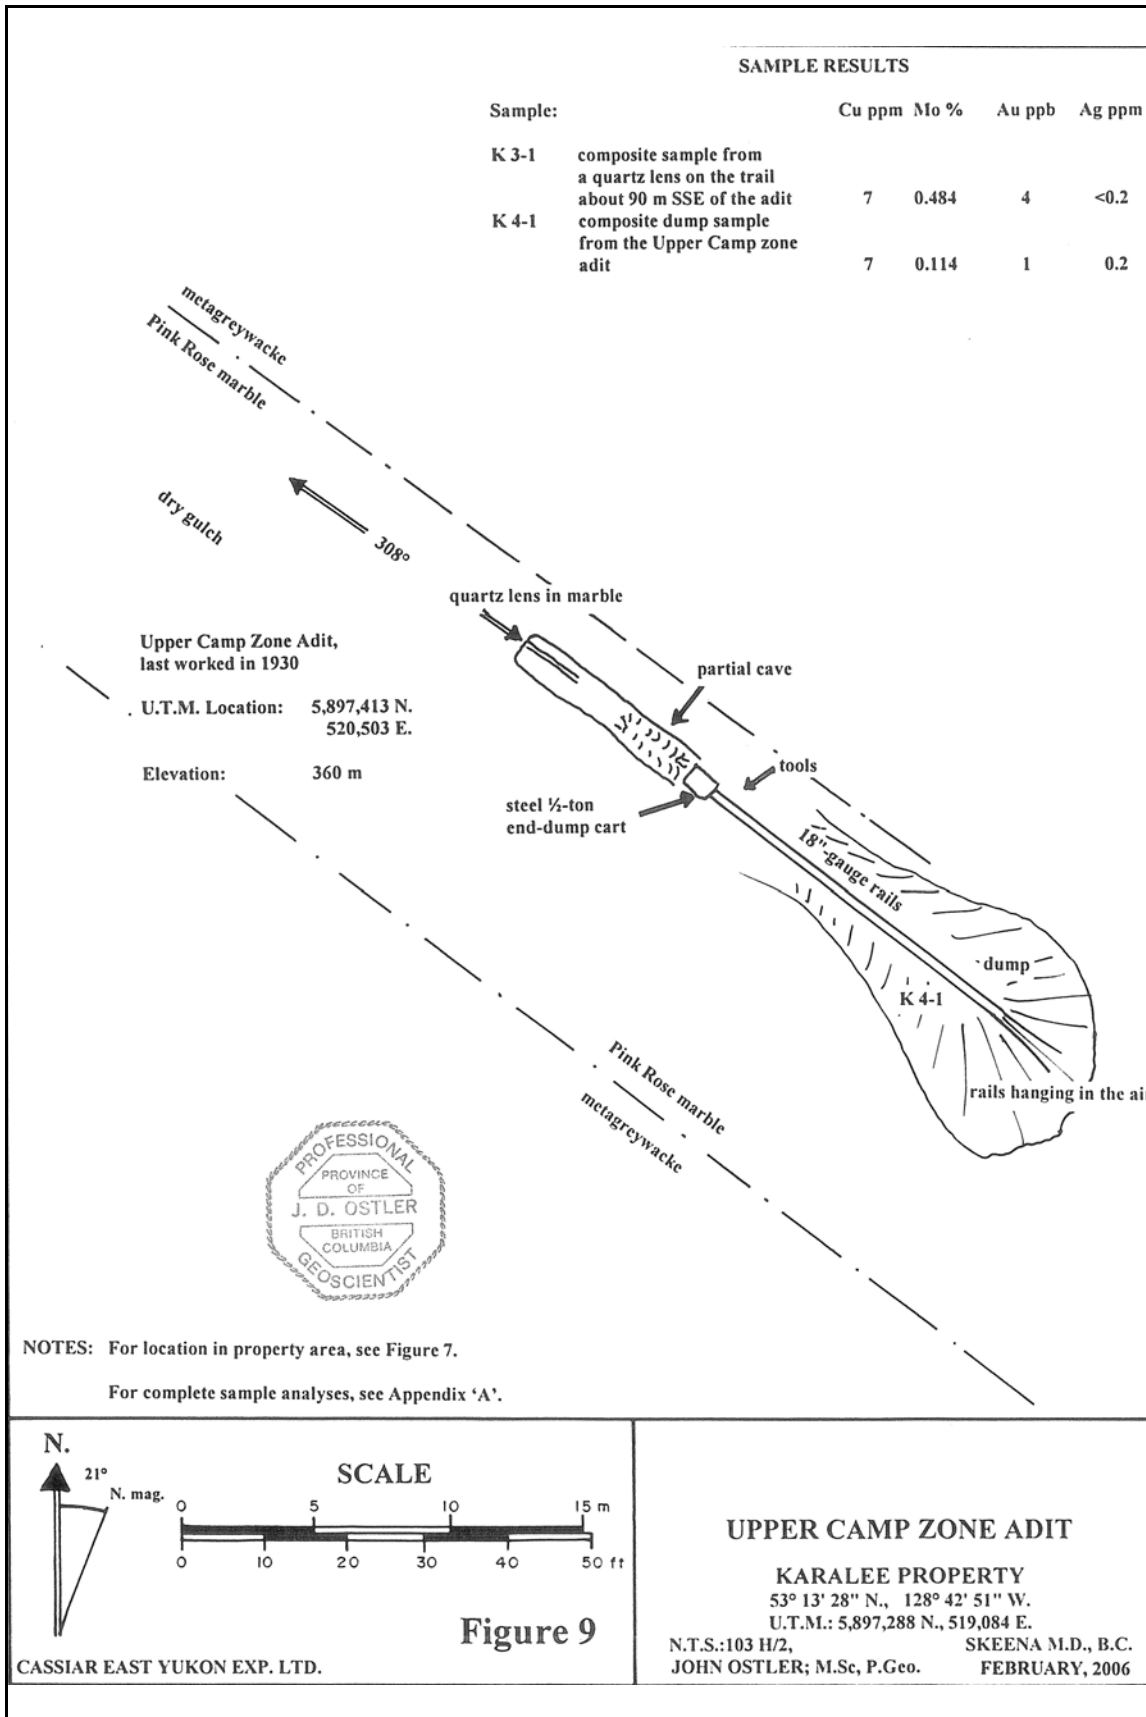 SAMPLE RESULTS
Sample: Cu ppm Mo % Au ppb Ag ppm
K 3-1 composite sample from
a quartz lens on the trail
about 90 m SSE of the adit 7 0.484 4 <0.2
K 4-1 composite dump sample
from the Upper Camp zone
adit 7 0.114 1 0.2
metagreywacke
Pink Rose marble
dry gulch
308°
quartz lens in marble
Upper Camp Zone Adit,
last worked in 1930
U.T.M. Location: 5,897,413 N.
520,503 E.
Elevation: 360 m
partial cave
tools
steel ½-ton
end-dump cart
18"-gauge rails
dump
K 4-1
rails hanging in the air
Pink Rose marble
metagreywacke
PROFESSIONAL
PROVINCE
OF
J. D. OSTLER
BRITISH
COLUMBIA
GEOSCIENTIST
NOTES: For location in property area, see Figure 7.
For complete sample analyses, see Appendix ‘A’.
N.
21°
N. mag.
SCALE
0 5 10 15 m
0 10 20 30 40 50 ft
Figure 9
CASSIAR EAST YUKON EXP. LTD.
UPPER CAMP ZONE ADIT
KARALEE PROPERTY
53° 13' 28" N., 128° 42' 51" W.
U.T.M.: 5,897,288 N., 519,084 E.
N.T.S.:103 H/2, SKEENA M.D., B.C.
JOHN OSTLER; M.Sc, P.Geo. FEBRUARY, 2006